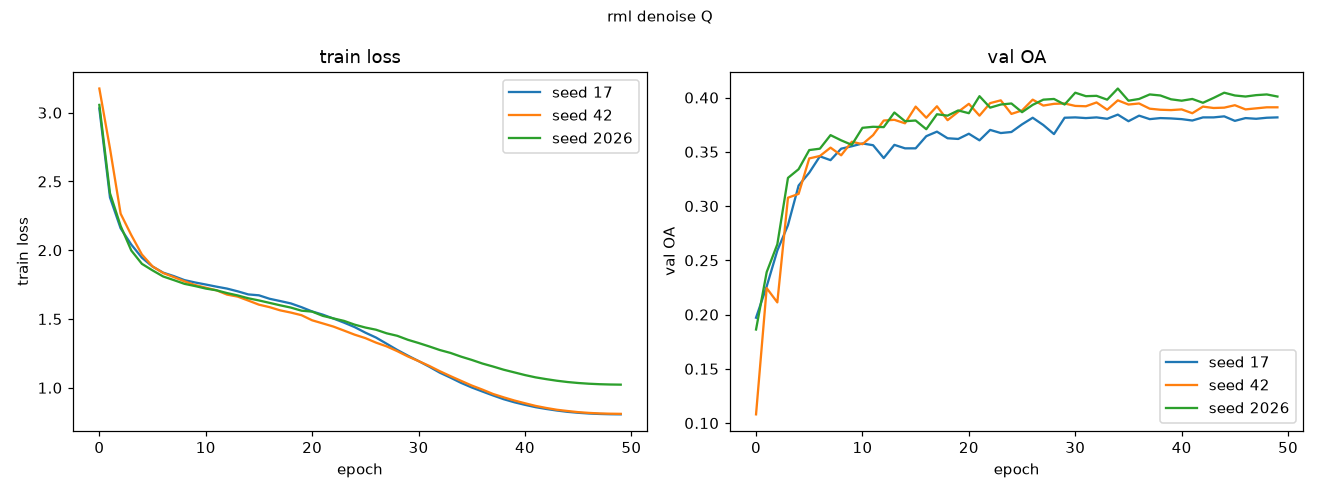 rml denoise Q
train loss
train loss
3.0
2.5
2.0
1.5
1.0
0 10 20 30 40 50
epoch
seed 17
seed 42
seed 2026
val OA
val OA
0.40
0.35
0.30
0.25
0.20
0.15
0.10
0 10 20 30 40 50
epoch
seed 17
seed 42
seed 2026